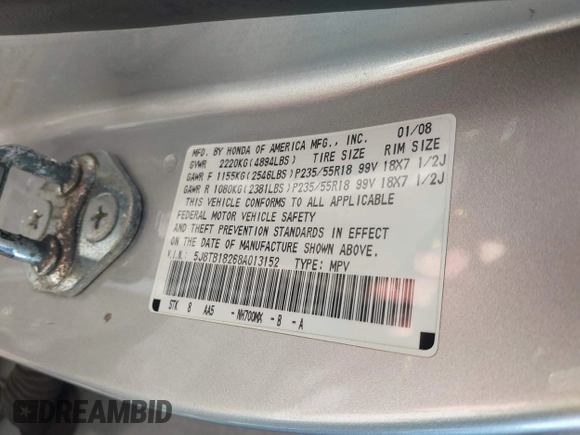 MFD. BY HONDA OF AMERICA MFG., INC. 01/08
GVWR 2220KG(4894LBS) TIRE SIZE RIM SIZE
GAWR F 1155KG(2546LBS)P235/55R18 99V 18X7 1/2J
GAWR R 1080KG(2381LBS)P235/55R18 99V 18X7 1/2J
THIS VEHICLE CONFORMS TO ALL APPLICABLE
FEDERAL MOTOR VEHICLE SAFETY
AND THEFT PREVENTION STANDARDS IN EFFECT
ON THE DATE OF MANUFACTURE SHOWN ABOVE.
V.I.N.: 5J8TB18268A013152 TYPE: MPV
STK 8 AA5 -NH700MX -B -A
DREAMBID